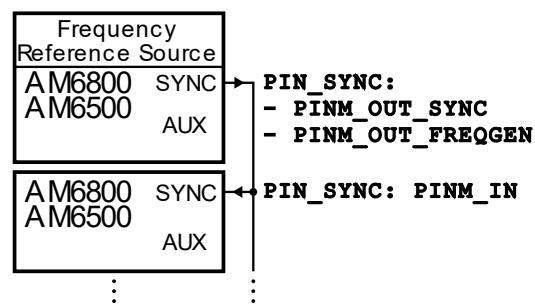 Frequency
Reference Source
AM6800 SYNC
AM6500
AUX
PIN_SYNC:
- PINM_OUT_SYNC
- PINM_OUT_FREQGEN
AM6800 SYNC
AM6500
AUX
PIN_SYNC: PINM_IN